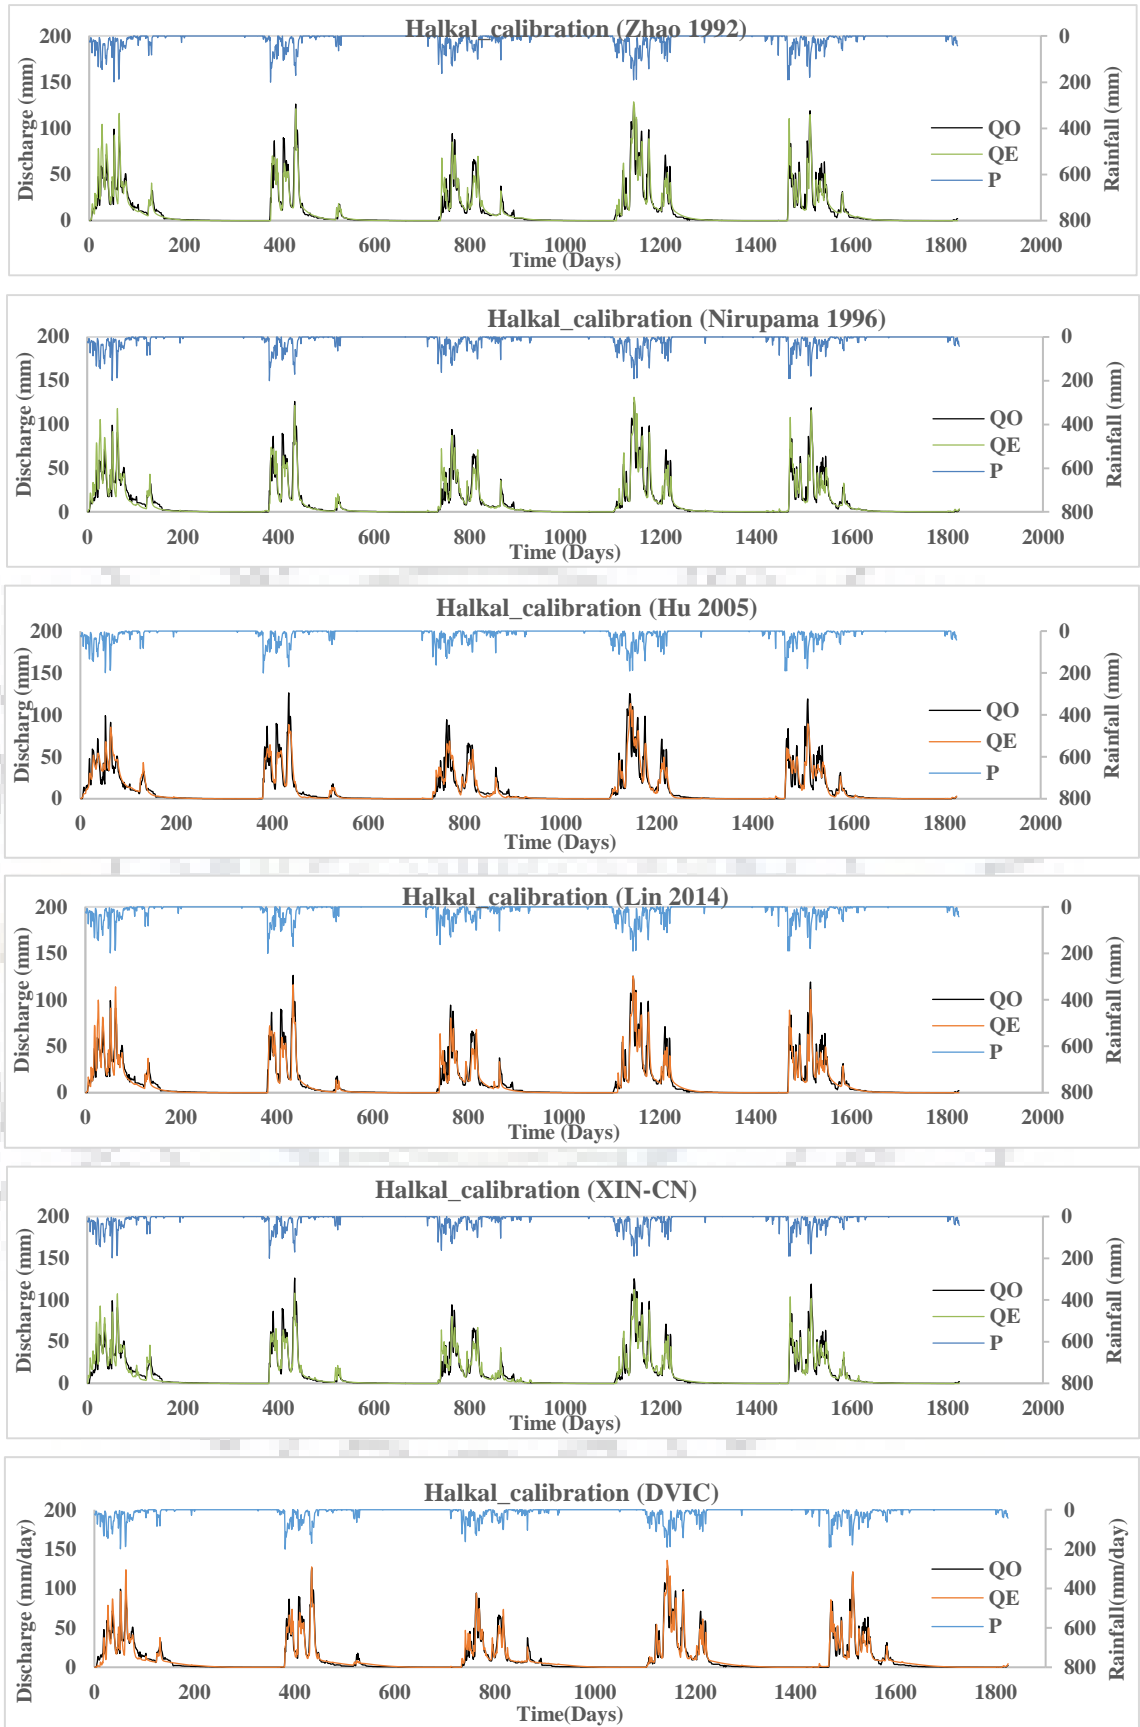 Halkal_calibration (Zhao 1992)
200 150 100 50 0
Discharge (mm)
0 200 400 600 800
Rainfall (mm)
QO
QE
P
0 200 400 600 800 1000 1200 1400 1600 1800 2000
Time (Days)
Halkal_calibration (Nirupama 1996)
200 150 100 50 0
Discharge (mm)
0 200 400 600 800
Rainfall (mm)
QO
QE
P
0 200 400 600 800 1000 1200 1400 1600 1800 2000
Time (Days)
Halkal_calibration (Hu 2005)
200 150 100 50 0
Discharg (mm)
0 200 400 600 800
Rainfall (mm)
QO
QE
P
0 200 400 600 800 1000 1200 1400 1600 1800 2000
Time (Days)
Halkal_calibration (Lin 2014)
200 150 100 50 0
Discharge (mm)
0 200 400 600 800
Rainfall (mm)
QO
QE
P
0 200 400 600 800 1000 1200 1400 1600 1800 2000
Time (Days)
Halkal_calibration (XIN-CN)
200 150 100 50 0
Discharge (mm)
0 200 400 600 800
Rainfall (mm)
QO
QE
P
0 200 400 600 800 1000 1200 1400 1600 1800 2000
Time (Days)
Halkal_calibration (DVIC)
200 150 100 50 0
Discharge (mm/day)
0 200 400 600 800
Rainfall(mm/day)
QO
QE
P
0 200 400 600 800 1000 1200 1400 1600 1800
Time(Days)